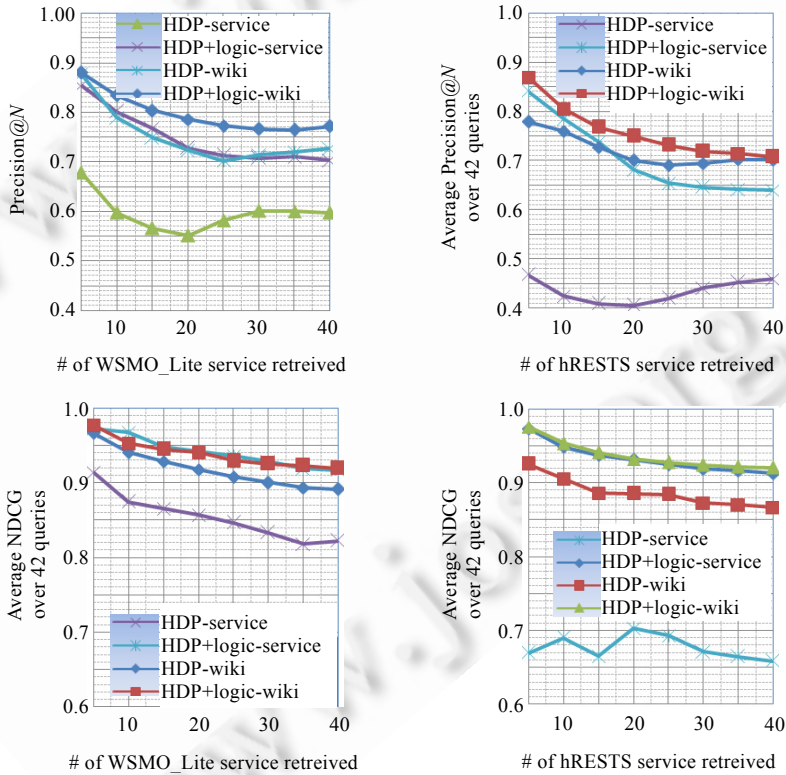 1.00
0.9
0.8
0.7
0.6
0.5
0.4
Precision@N
HDP-service
HDP+logic-service
HDP-wiki
HDP+logic-wiki
10 20 30 40
# of WSMO_Lite service retreived
1.0
0.9
0.8
0.7
0.6
0.5
0.4
Average Precision@N
over 42 queries
HDP-service
HDP+logic-service
HDP-wiki
HDP+logic-wiki
10 20 30 40
# of hRESTS service retreived
1.0
0.9
0.8
0.7
0.6
Average NDCG
over 42 queries
HDP-service
HDP+logic-service
HDP-wiki
HDP+logic-wiki
10 20 30 40
# of WSMO_Lite service retreived
1.0
0.9
0.8
0.7
0.6
Average NDCG
over 42 queries
HDP-service
HDP+logic-service
HDP-wiki
HDP+logic-wiki
10 20 30 40
# of hRESTS service retreived